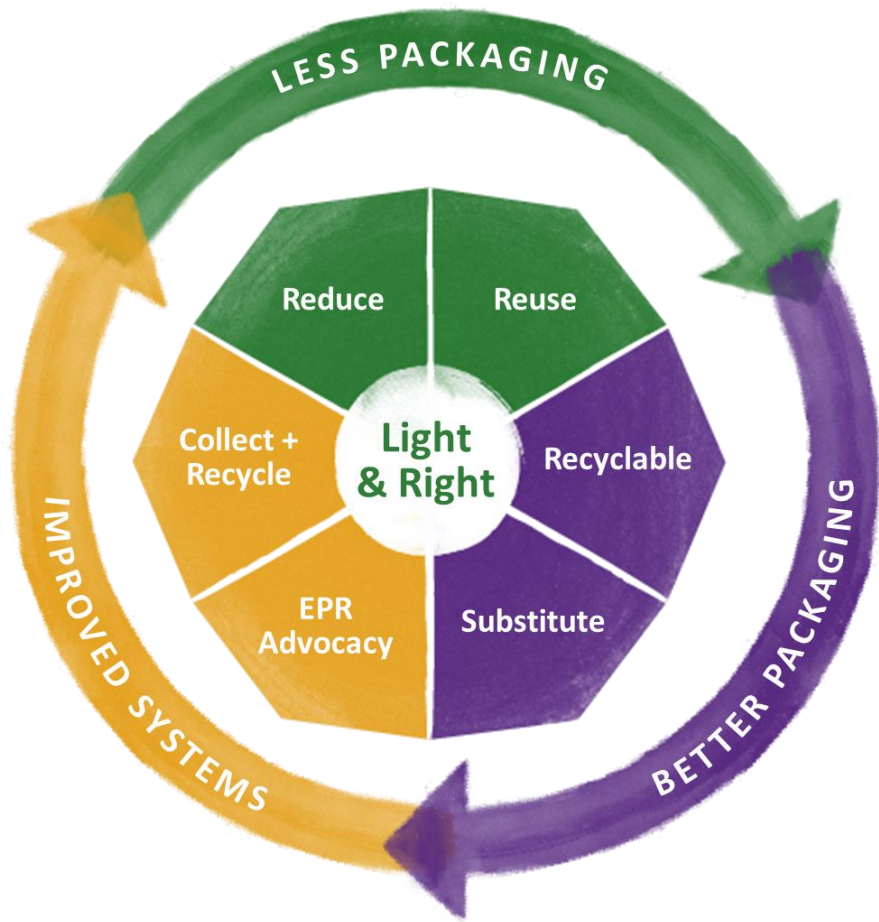 LESS PACKAGING
Reduce
Reuse
Collect +
Recycle
Light
& Right
Recyclable
EPR
Advocacy
Substitute
IMPROVED SYSTEMS
BETTER PACKAGING